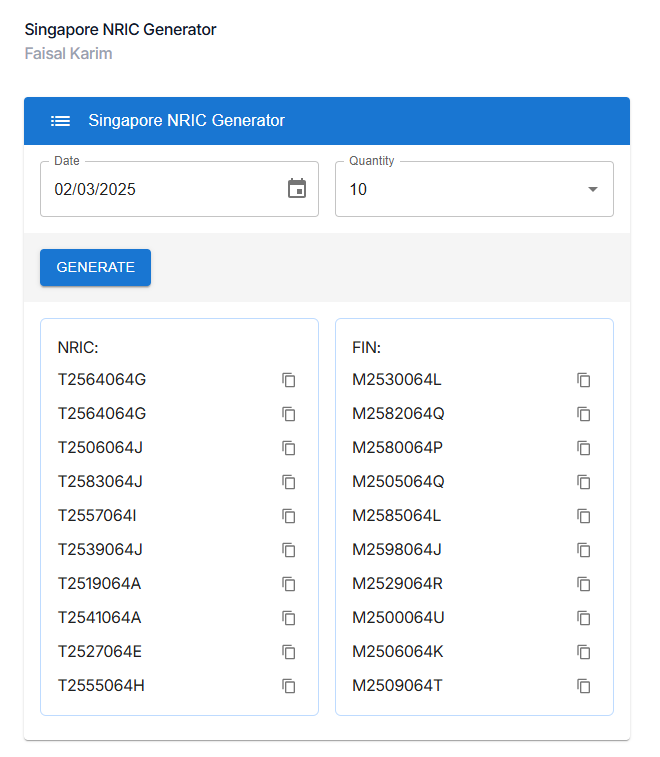 Singapore NRIC Generator
Faisal Karim
Singapore NRIC Generator
Date
02/03/2025
Quantity
10
GENERATE
NRIC:
T2564064G
T2564064G
T2506064J
T2583064J
T2557064I
T2539064J
T2519064A
T2541064A
T2527064E
T2555064H
FIN:
M2530064L
M2582064Q
M2580064P
M2505064Q
M2585064L
M2598064J
M2529064R
M2500064U
M2506064K
M2509064T